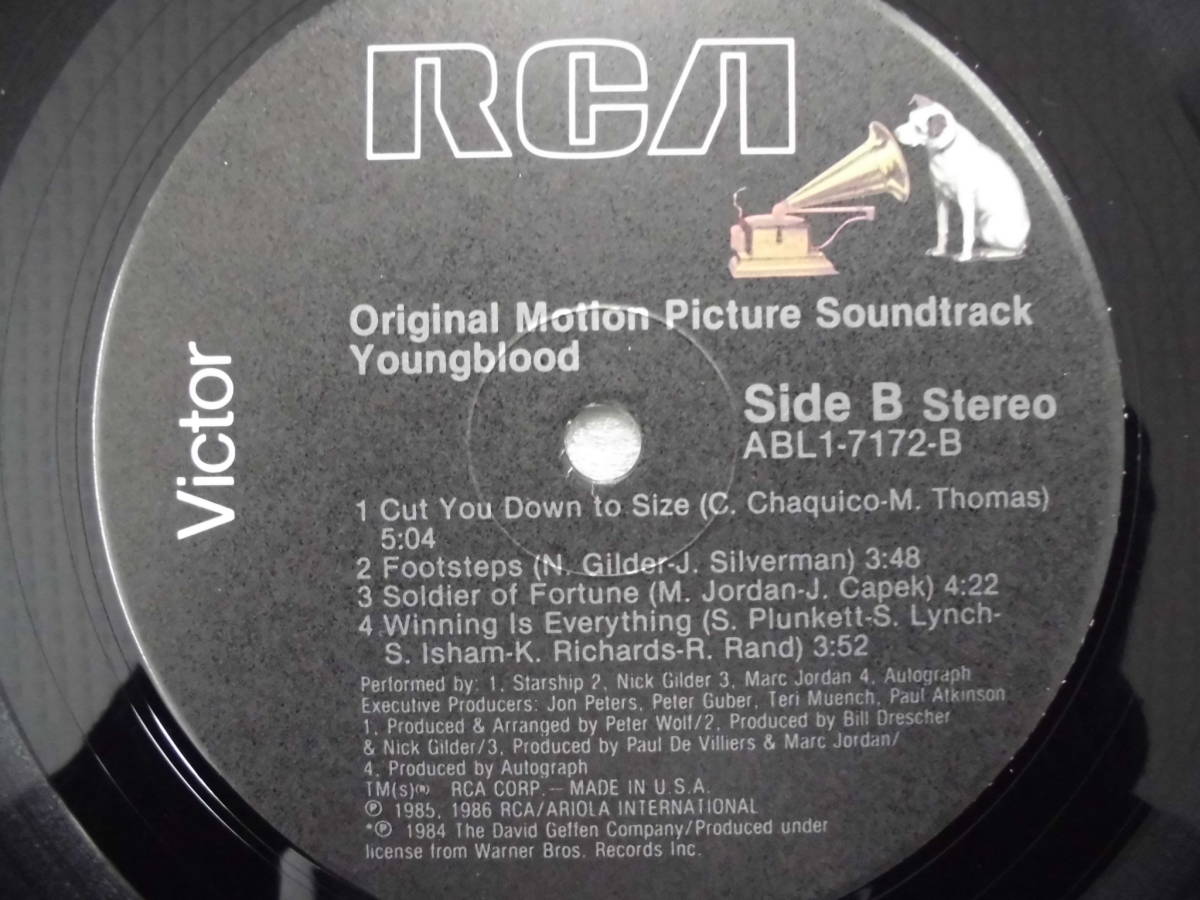 RCA
Victor
Original Motion Picture Soundtrack
Youngblood
Side B Stereo
ABL1-7172-B
1 Cut You Down to Size (C. Chaquico-M. Thomas)
5:04
2 Footsteps (N. Gilder-J. Silverman) 3:48
3 Soldier of Fortune (M. Jordan-J. Capek) 4:22
4 Winning Is Everything (S. Plunkett-S. Lynch-
S. Isham-K. Richards-R. Rand) 3:52
Performed by: 1. Starship 2. Nick Gilder 3. Marc Jordan 4. Autograph
Executive Producers: Jon Peters, Peter Guber, Teri Muench, Paul Atkinson
1. Produced & Arranged by Peter Wolf/2. Produced by Bill Drescher
& Nick Gilder/3. Produced by Paul De Villiers & Marc Jordan/
4. Produced by Autograph
TM(s)® RCA CORP.—MADE IN U.S.A.
℗ 1985, 1986 RCA/ARIOLA INTERNATIONAL
*℗ 1984 The David Geffen Company/Produced under
license from Warner Bros. Records Inc.